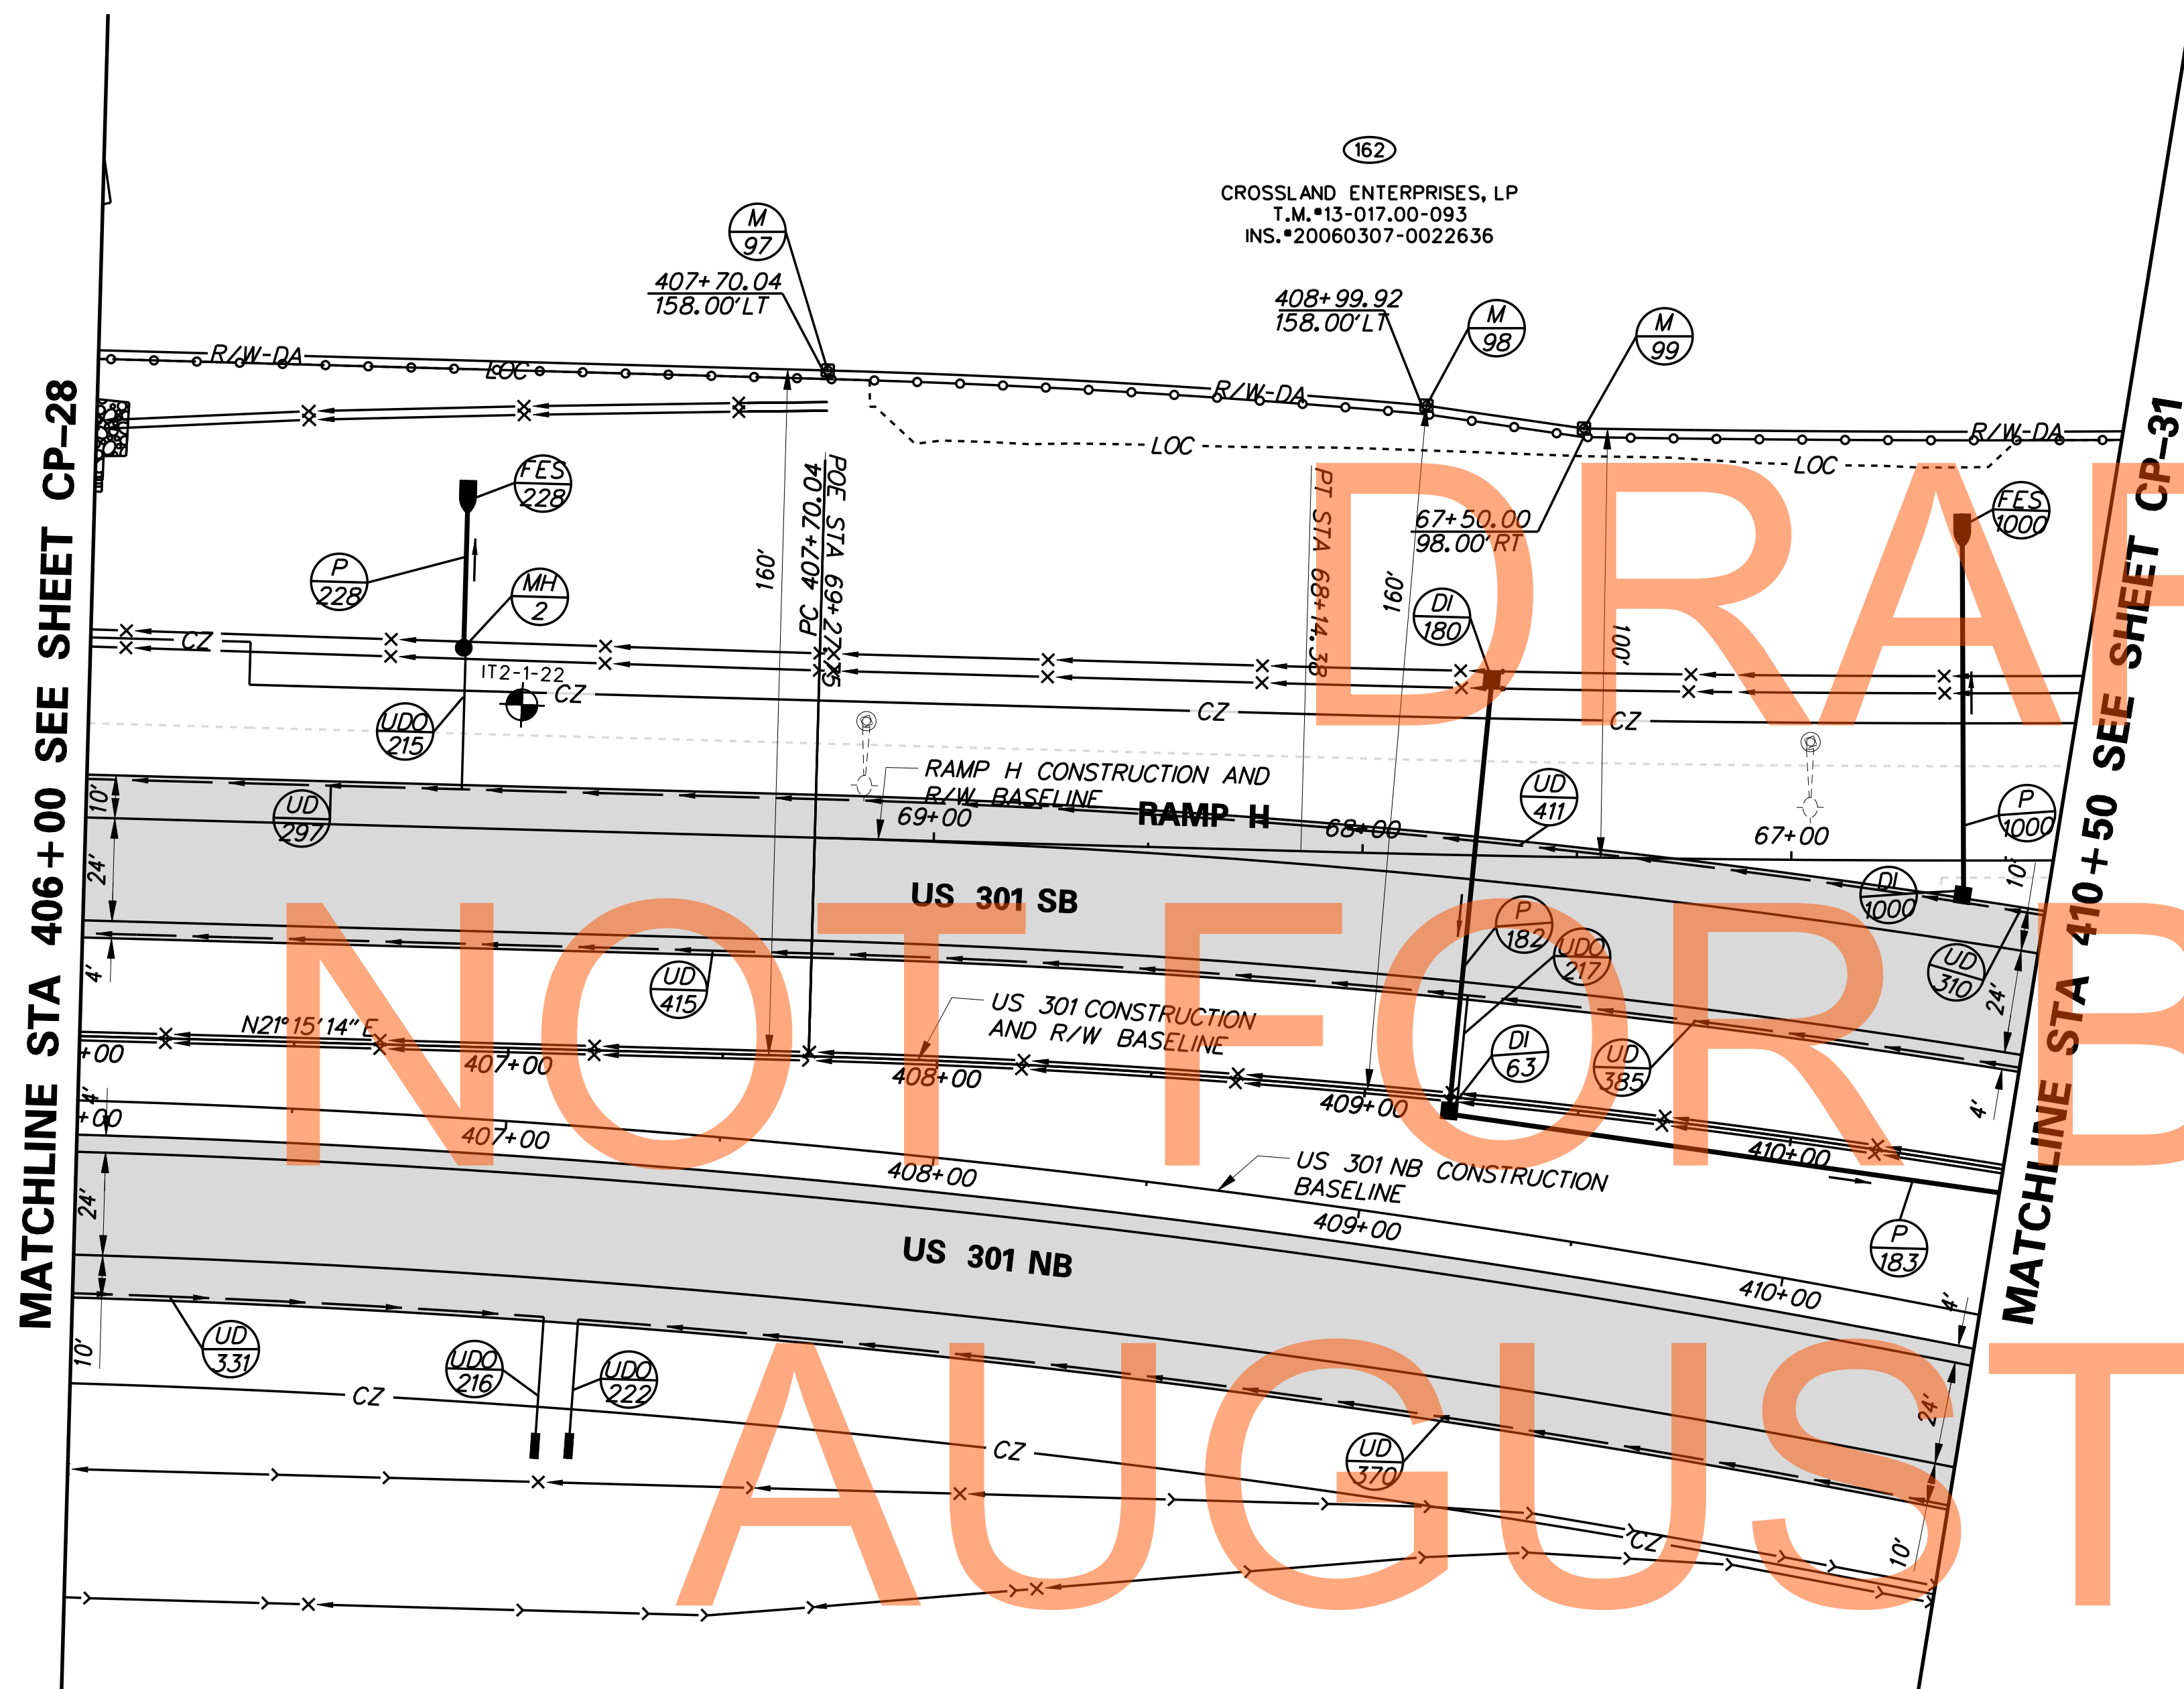 162
CROSSLAND ENTERPRISES, LP
T.M.#13-017.00-093
INS.#20060307-0022636
M
97
407+70.04
158.00'LT
408+99.92
158.00'LT
M
98
M
99
R/W-DA
LOC
R/W-DA
R/W-DA
LOC
LOC
MATCHLINE STA 406+00 SEE SHEET CP-28
MATCHLINE STA 410+50 SEE SHEET CP-31
FES
228
P
228
MH
2
160'
PC 407+70.04
POE STA 69+27.75
PT STA 68+14.38
160'
67+50.00
98.00'RT
100'
DI
180
FES
1000
CZ
IT2-1-22
CZ
CZ
CZ
UDO
215
RAMP H CONSTRUCTION AND
R/W BASELINE
RAMP H
69+00
68+00
67+00
UD
297
UD
411
P
1000
DI
1000
10'
24'
4'
10'
24'
4'
US 301 SB
P
182
UDO
217
UD
310
UD
415
US 301 CONSTRUCTION
AND R/W BASELINE
N21°15'14" E
DI
63
UD
385
+00
407+00
408+00
409+00
410+00
4'
+00
407+00
408+00
409+00
410+00
US 301 NB CONSTRUCTION
BASELINE
P
183
24'
US 301 NB
10'
4'
24'
10'
UD
331
UDO
216
UDO
222
UD
370
CZ
CZ
CZ
DRAF
NOT FOR B
AUGUST